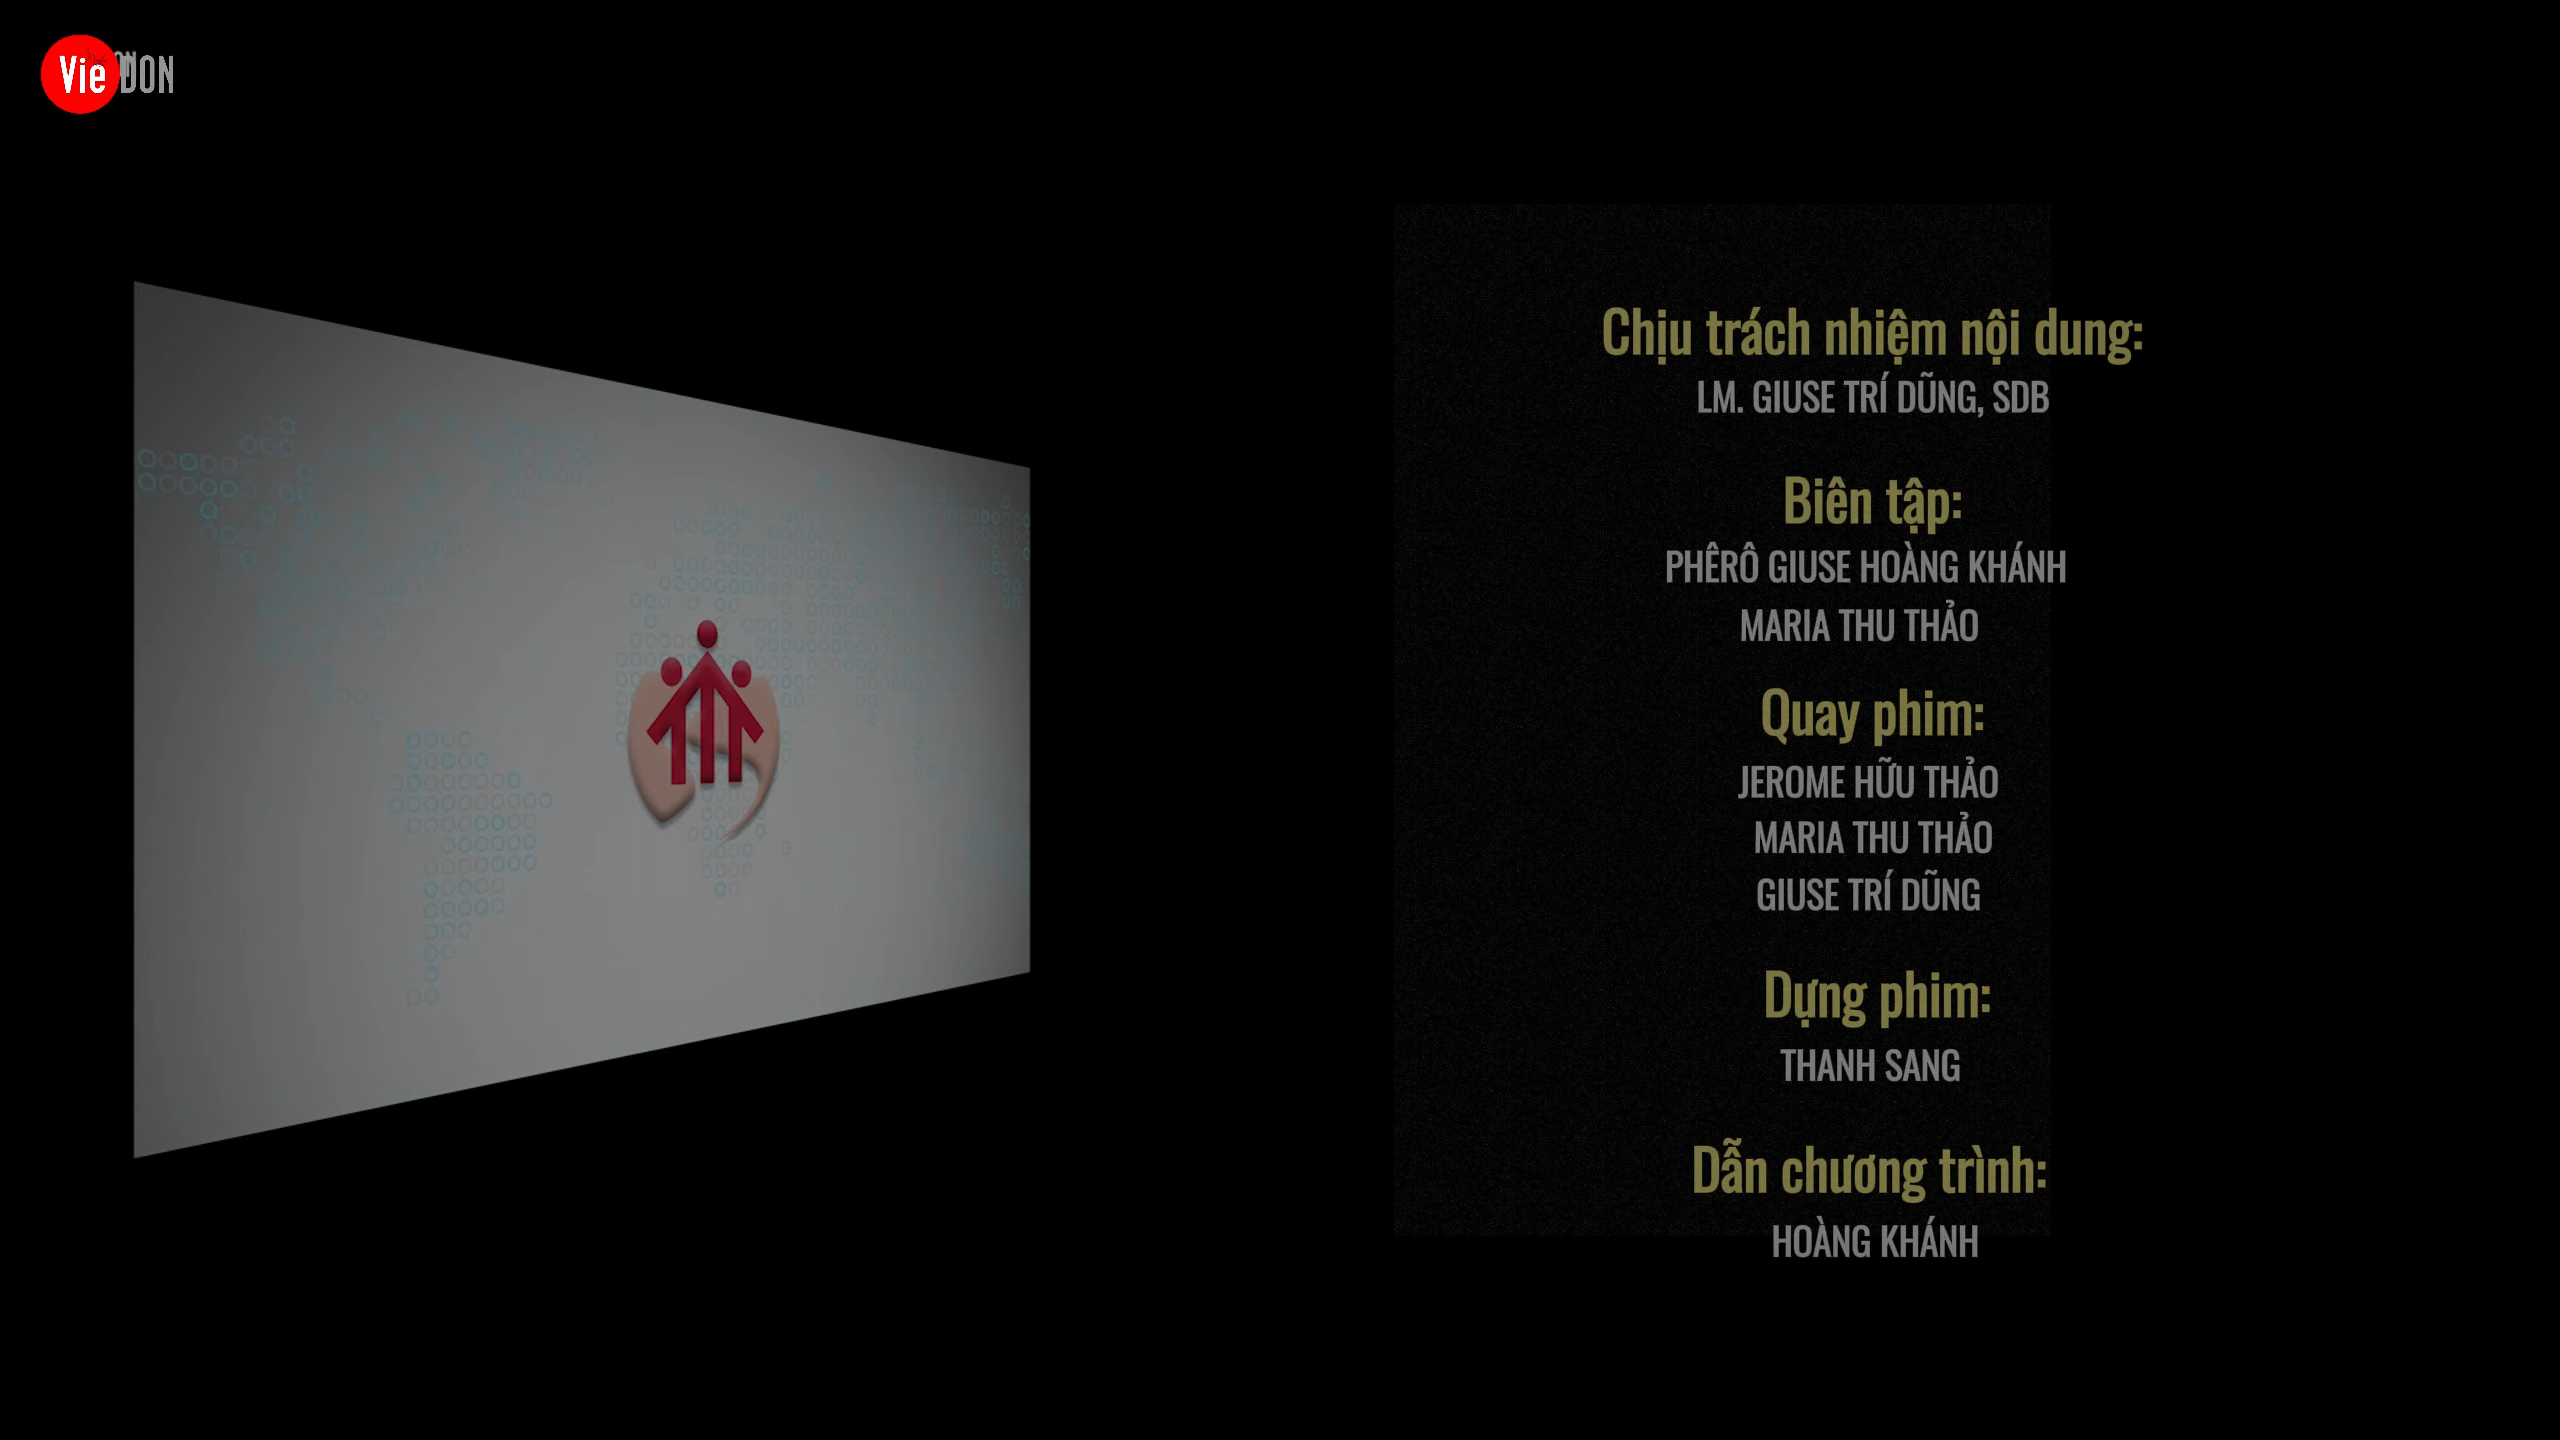 Vie DON
Chịu trách nhiệm nội dung:
LM. GIUSE TRÍ DŨNG, SDB
Biên tập:
PHÊRÔ GIUSE HOÀNG KHÁNH
MARIA THU THẢO
Quay phim:
JEROME HỮU THẢO
MARIA THU THẢO
GIUSE TRÍ DŨNG
Dựng phim:
THANH SANG
Dẫn chương trình:
HOÀNG KHÁNH